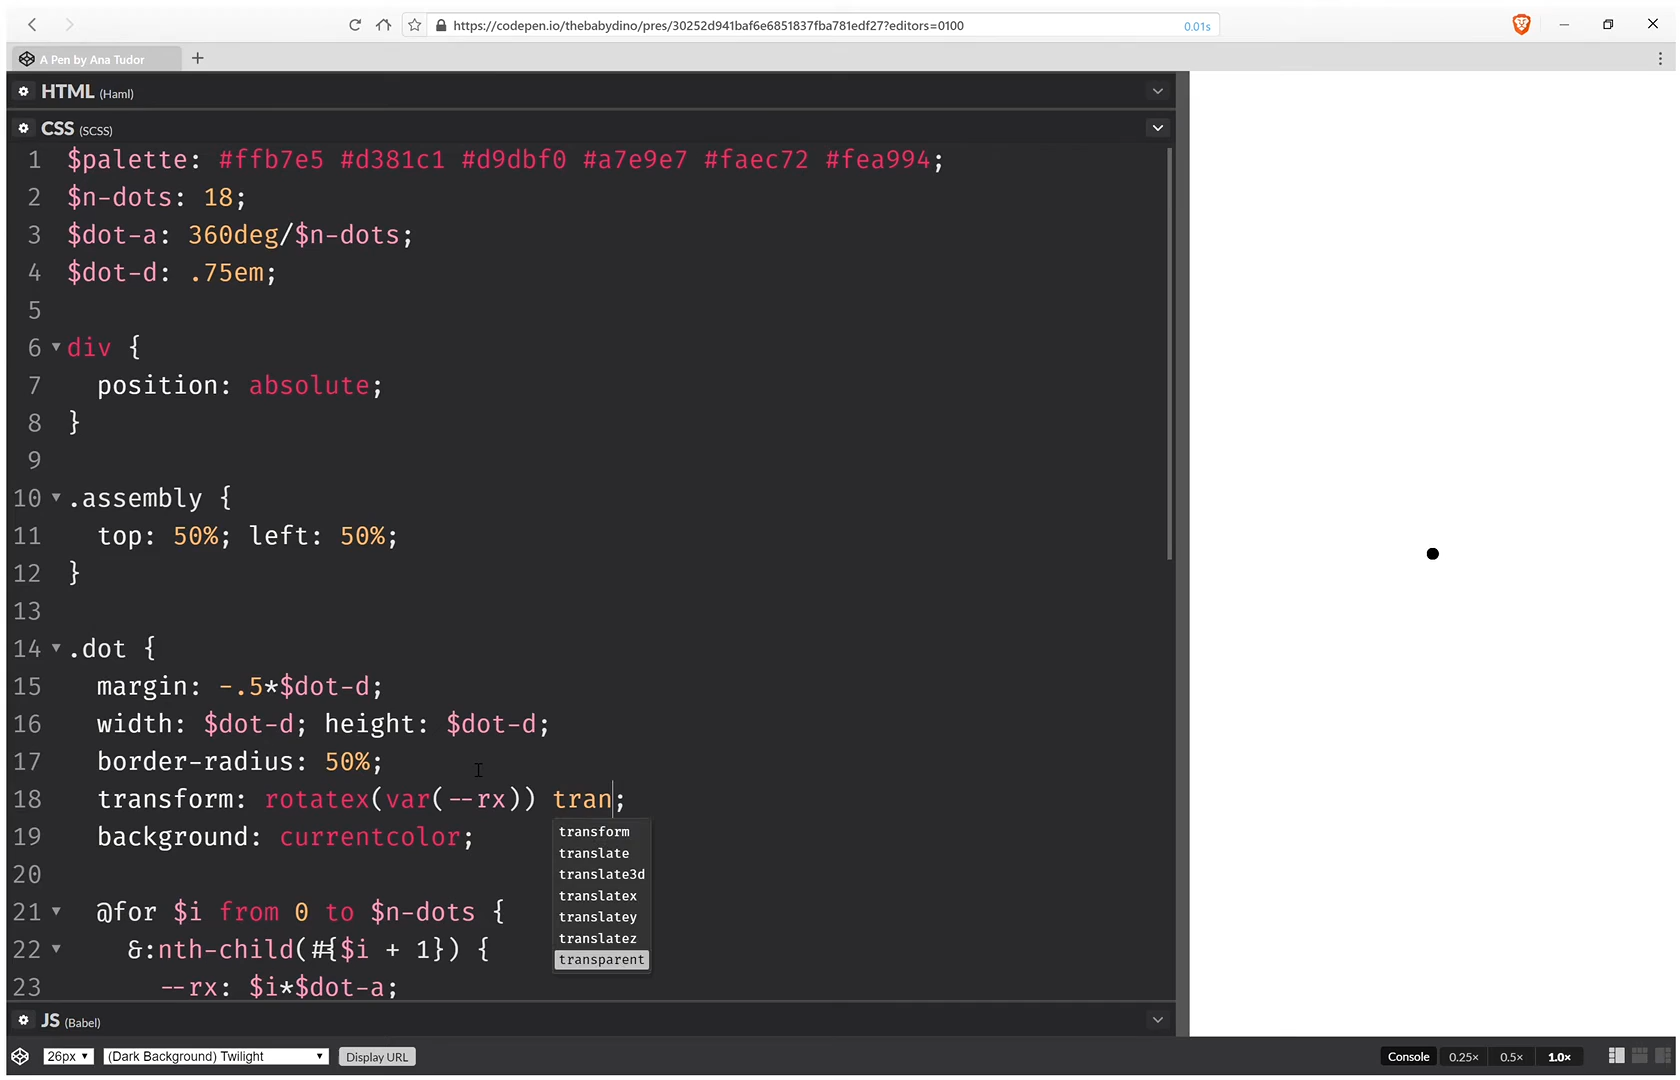 https://codepen.io/thebabydino/pres/30252d941baf6e6851837fba781edf27?editors=0100 0.01s
A Pen by Ana Tudor
HTML (Haml)
CSS (SCSS)
1 $palette: #ffb7e5 #d381c1 #d9dbf0 #a7e9e7 #faec72 #fea994;
2 $n-dots: 18;
3 $dot-a: 360deg/$n-dots;
4 $dot-d: .75em;
5
6 div {
7 position: absolute;
8 }
9
10 .assembly {
11 top: 50%; left: 50%;
12 }
13
14 .dot {
15 margin: -.5*$dot-d;
16 width: $dot-d; height: $dot-d;
17 border-radius: 50%;
18 transform: rotatex(var(--rx)) tran;
19 background: currentcolor;
transform
translate
translate3d
translatex
translatey
translatez
transparent
20
21 @for $i from 0 to $n-dots {
22 &:nth-child(#{$i + 1}) {
23 --rx: $i*$dot-a;
JS (Babel)
26px (Dark Background) Twilight Display URL Console 0.25× 0.5× 1.0×